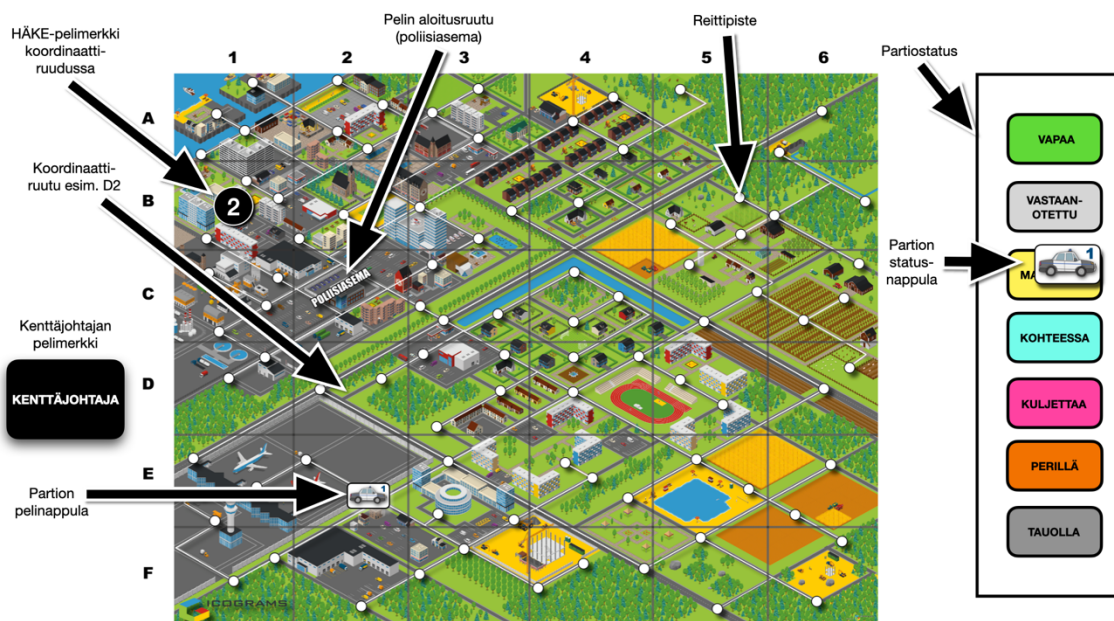 HÄKE-pelimerkki
koordinaatti-
ruudussa
Pelin aloitusruutu
(poliisiasema)
Reittipiste
Partiostatus
1 2 3 4 5 6
A
B
C
D
E
F
Koordinaatti-
ruutu esim. D2
2
POLIISIASEMA
Kenttäjohtajan
pelimerkki
KENTTÄJOHTAJA
Partion
pelinappula
1
ICOGRAMS
VAPAA
VASTAAN-
OTETTU
Partion
status-
nappula
MA
1
KOHTEESSA
KULJETTAA
PERILLÄ
TAUOLLA